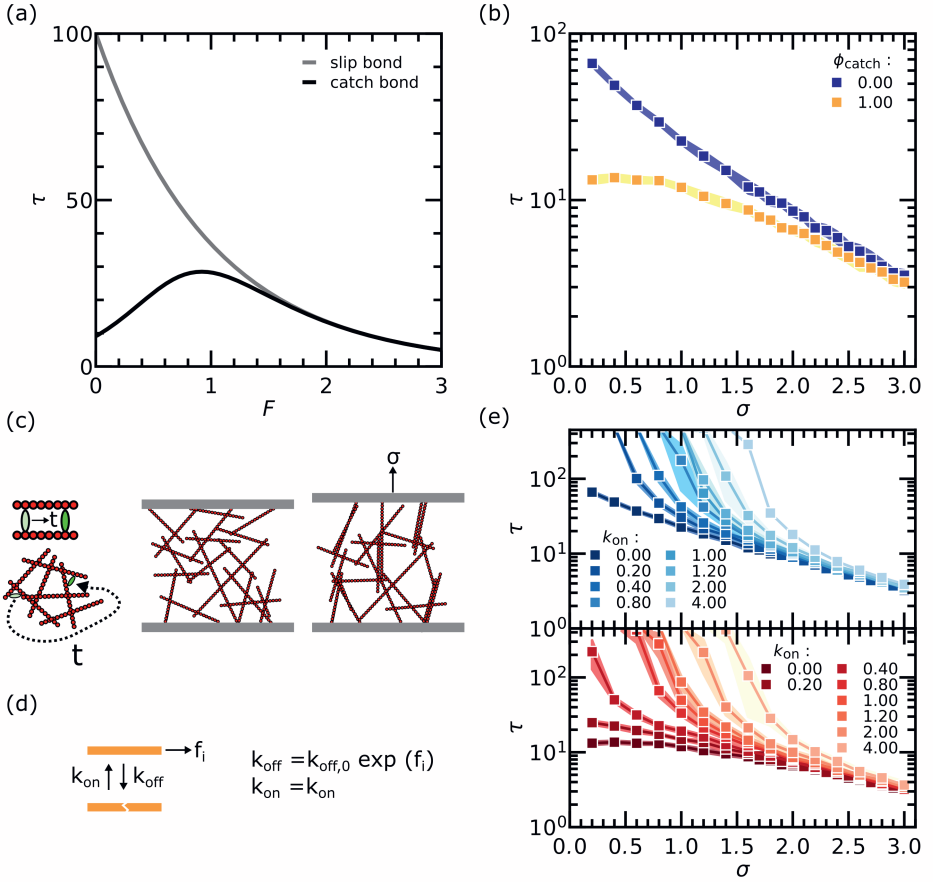 (a)
100
50
0
τ
slip bond
catch bond
0 1 2 3
F
(b)
10²
10¹
10⁰
τ
ϕcatch :
0.00
1.00
0.0 0.5 1.0 1.5 2.0 2.5 3.0
σ
(c)
t
t
σ
(d)
fᵢ
kon koff
koff =koff,0 exp (fᵢ)
kon =kon
(e)
10²
10¹
10⁰
τ
kon :
0.00 1.00
0.20 1.20
0.40 2.00
0.80 4.00
10²
10¹
10⁰
τ
kon :
0.00 0.40
0.20 0.80
1.00
1.20
2.00
4.00
0.0 0.5 1.0 1.5 2.0 2.5 3.0
σ